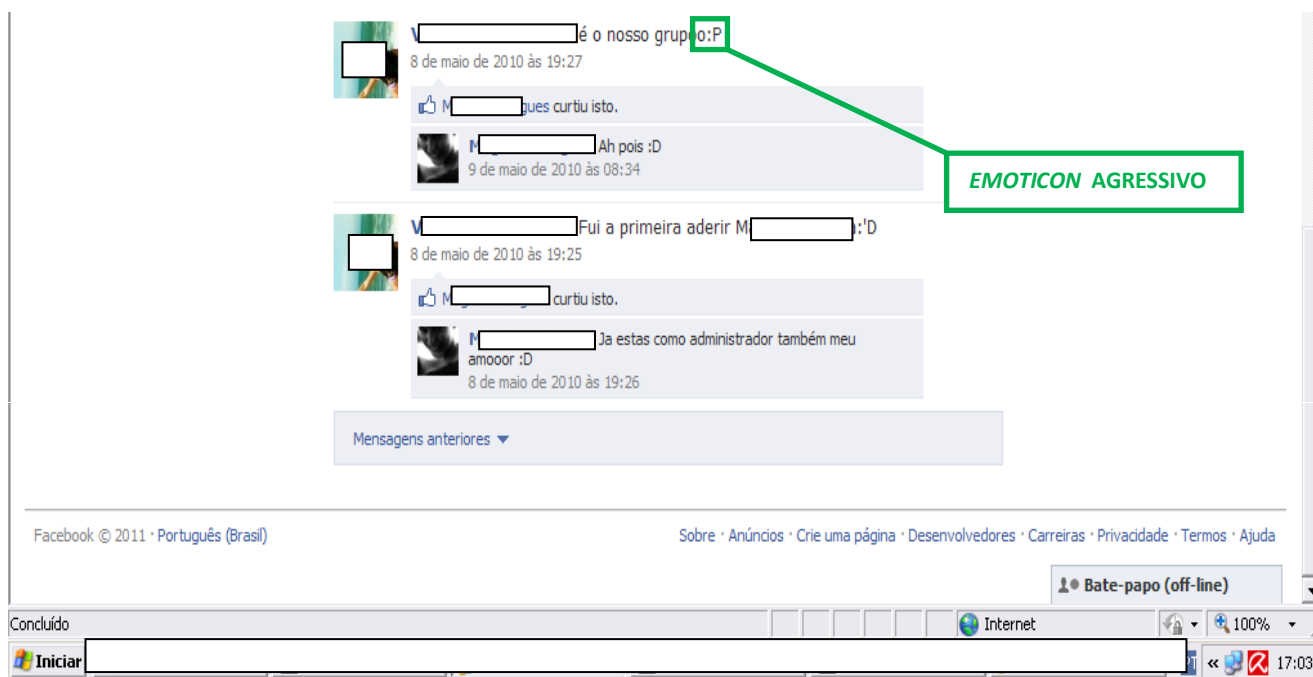 V é o nosso grupoo:P
8 de maio de 2010 às 19:27
M gues curtiu isto.
M Ah pois :D
9 de maio de 2010 às 08:34
EMOTICON AGRESSIVO
V Fui a primeira aderir Ma :'D
8 de maio de 2010 às 19:25
M curtiu isto.
M Ja estas como administrador também meu
amooor :D
8 de maio de 2010 às 19:26
Mensagens anteriores
Facebook © 2011 · Português (Brasil)
Sobre · Anúncios · Crie uma página · Desenvolvedores · Carreiras · Privacidade · Termos · Ajuda
Bate-papo (off-line)
Concluído
Internet
100%
Iniciar
17:03